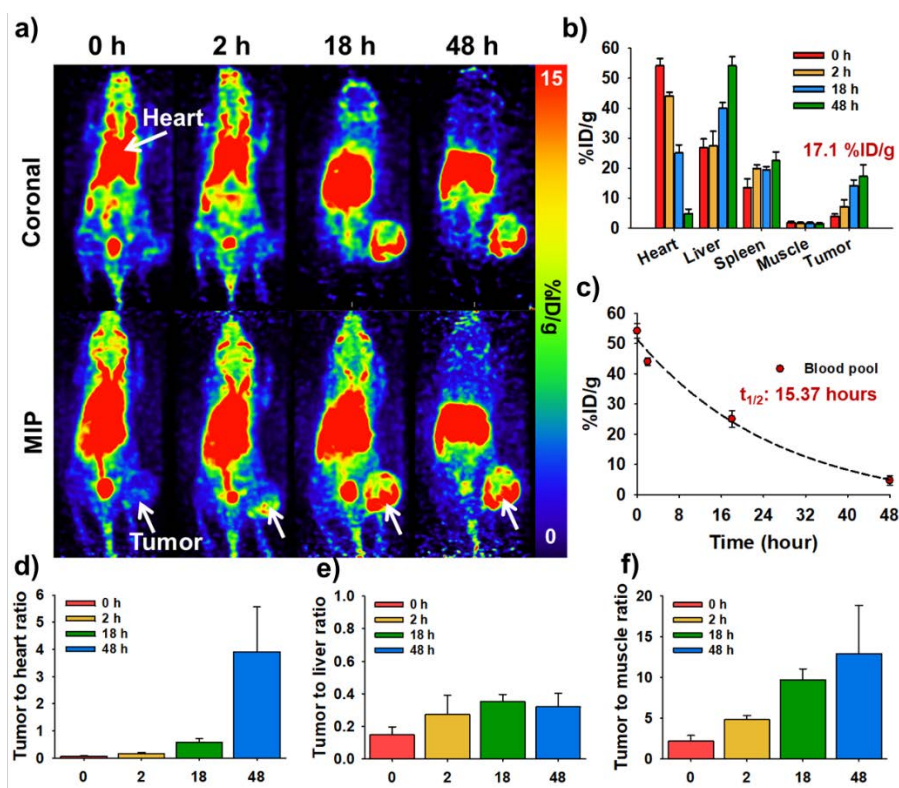 a)
0 h
2 h
18 h
48 h
Coronal
Heart
MIP
Tumor
15
%ID/g
0
b)
%ID/g
60
50
40
30
20
10
0
0 h
2 h
18 h
48 h
17.1 %ID/g
Heart
Liver
Spleen
Muscle
Tumor
c)
%ID/g
60
50
40
30
20
10
0
Blood pool
t1/2: 15.37 hours
0 8 16 24 32 40 48
Time (hour)
d)
Tumor to heart ratio
6
5
4
3
2
1
0
0 h
2 h
18 h
48 h
0 2 18 48
e)
Tumor to liver ratio
1.0
0.8
0.6
0.4
0.2
0.0
0 h
2 h
18 h
48 h
0 2 18 48
f)
Tumor to muscle ratio
20
15
10
5
0
0 h
2 h
18 h
48 h
0 2 18 48